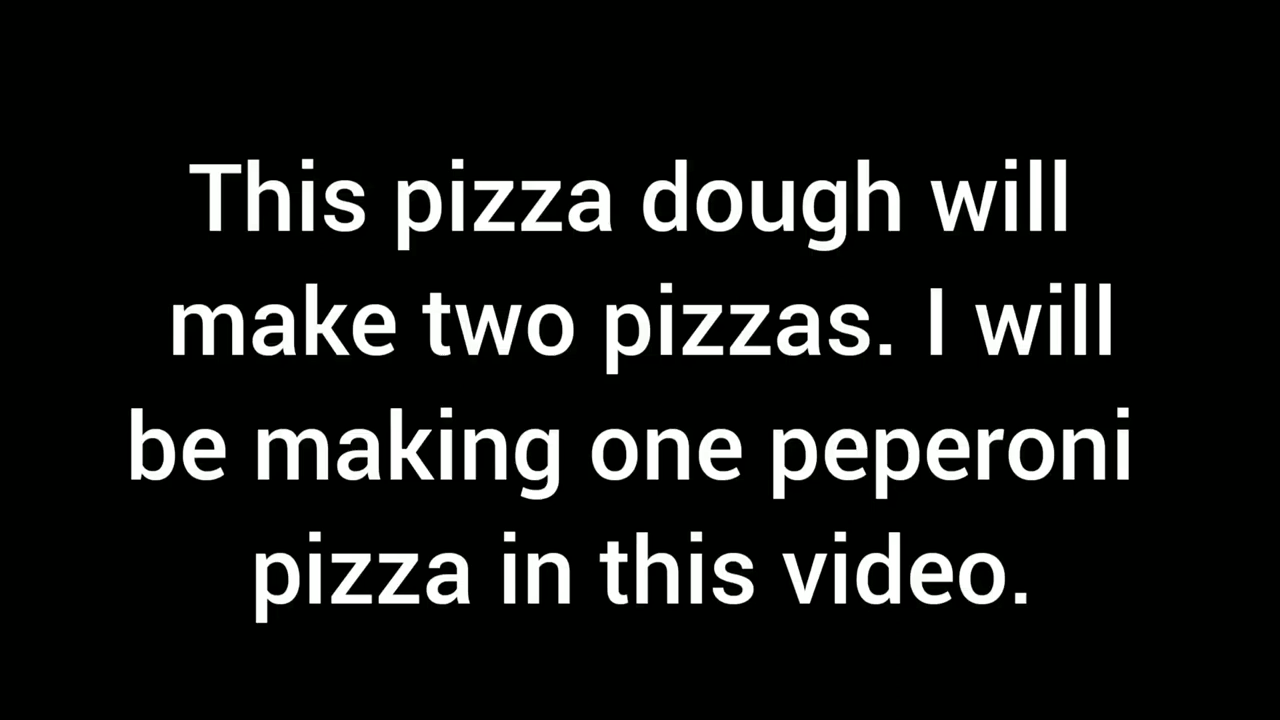 This pizza dough will
make two pizzas. I will
be making one peperoni
pizza in this video.